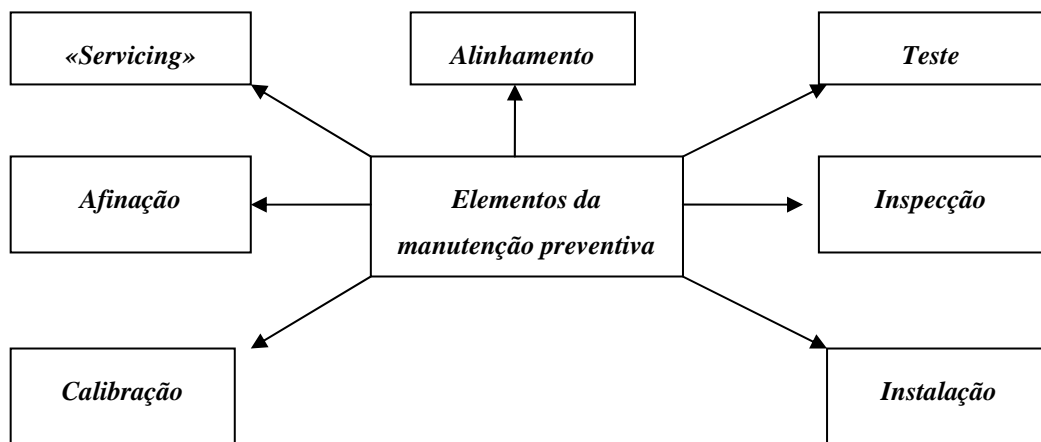 «Servicing»
Alinhamento
Teste
Afinação
Elementos da
manutenção preventiva
Inspecção
Calibração
Instalação